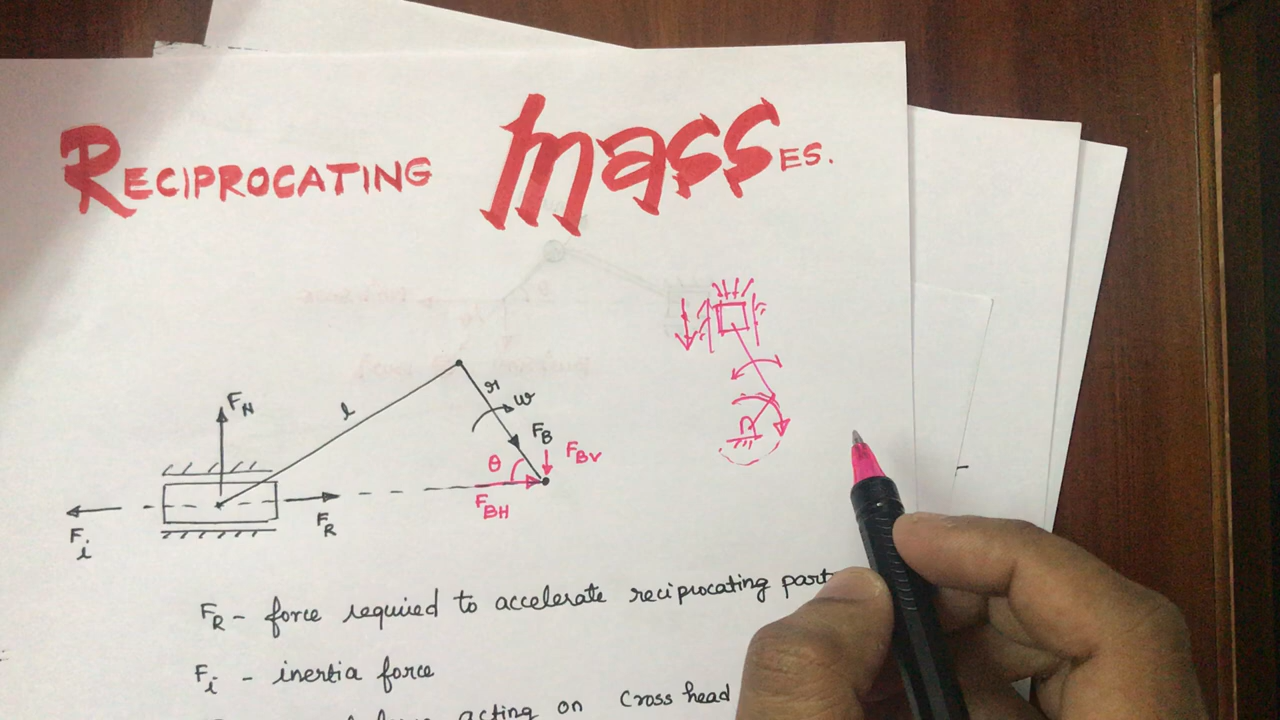 RECIPROCATING MASSES.
l
r
ω
F_N
F_B
F_BV
θ
F_BH
F_R
F_i
F_R - force requied to accelerate reciprocating part
F_i - inertia force
force acting on Cross head